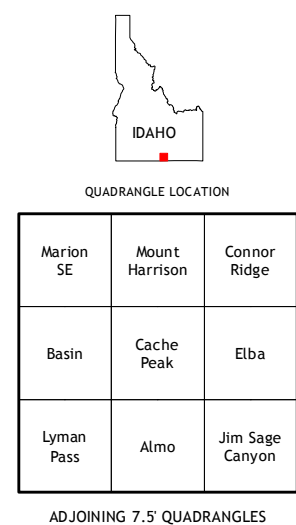 IDAHO
QUADRANGLE LOCATION
Marion
SE
Mount
Harrison
Connor
Ridge
Basin
Cache
Peak
Elba
Lyman
Pass
Almo
Jim Sage
Canyon
ADJOINING 7.5' QUADRANGLES